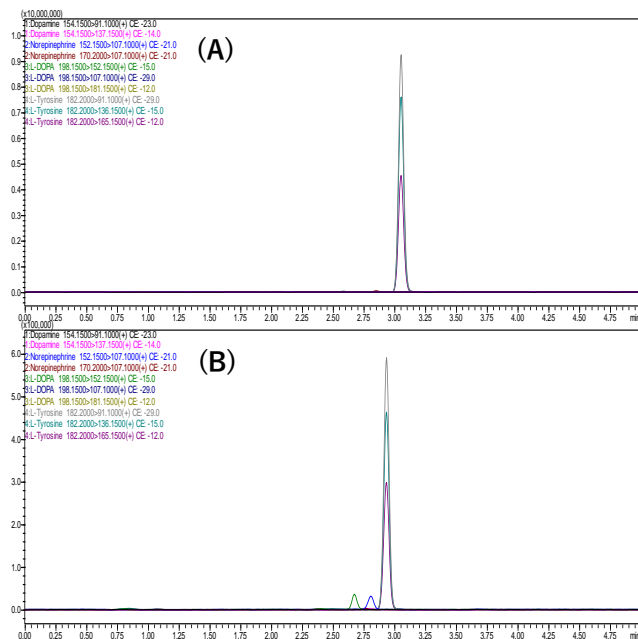 (x10,000,000)
1:Dopamine 154.1500>91.1000(+) CE: -23.0
1:Dopamine 154.1500>137.1500(+) CE: -14.0
2:Norepinephrine 152.1500>107.1000(+) CE: -21.0
2:Norepinephrine 170.2000>107.1000(+) CE: -21.0
3:L-DOPA 198.1500>152.1500(+) CE: -15.0
3:L-DOPA 198.1500>107.1000(+) CE: -29.0
3:L-DOPA 198.1500>181.1500(+) CE: -12.0
4:L-Tyrosine 182.2000>91.1000(+) CE: -29.0
4:L-Tyrosine 182.2000>136.1500(+) CE: -15.0
4:L-Tyrosine 182.2000>165.1500(+) CE: -12.0
(A)
1.0
0.9
0.8
0.7
0.6
0.5
0.4
0.3
0.2
0.1
0.0
0.00 0.25 0.50 0.75 1.00 1.25 1.50 1.75 2.00 2.25 2.50 2.75 3.00 3.25 3.50 3.75 4.00 4.25 4.50 4.75 min
(x100,000)
1:Dopamine 154.1500>91.1000(+) CE: -23.0
1:Dopamine 154.1500>137.1500(+) CE: -14.0
2:Norepinephrine 152.1500>107.1000(+) CE: -21.0
2:Norepinephrine 170.2000>107.1000(+) CE: -21.0
3:L-DOPA 198.1500>152.1500(+) CE: -15.0
3:L-DOPA 198.1500>107.1000(+) CE: -29.0
3:L-DOPA 198.1500>181.1500(+) CE: -12.0
4:L-Tyrosine 182.2000>91.1000(+) CE: -29.0
4:L-Tyrosine 182.2000>136.1500(+) CE: -15.0
4:L-Tyrosine 182.2000>165.1500(+) CE: -12.0
(B)
6.0
5.0
4.0
3.0
2.0
1.0
0.0
0.00 0.25 0.50 0.75 1.00 1.25 1.50 1.75 2.00 2.25 2.50 2.75 3.00 3.25 3.50 3.75 4.00 4.25 4.50 4.75 min